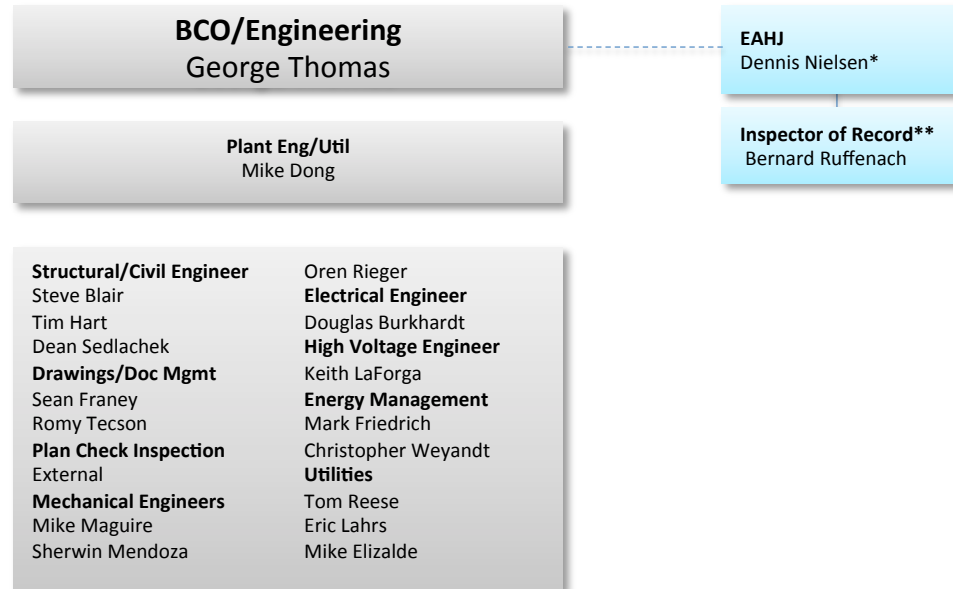 BCO/Engineering
George Thomas
EAHJ
Dennis Nielsen*
Inspector of Record**
Bernard Ruffenach
Plant Eng/Util
Mike Dong
Structural/Civil Engineer
Steve Blair
Tim Hart
Dean Sedlachek
Drawings/Doc Mgmt
Sean Franey
Romy Tecson
Plan Check Inspection
External
Mechanical Engineers
Mike Maguire
Sherwin Mendoza
Oren Rieger
Electrical Engineer
Douglas Burkhardt
High Voltage Engineer
Keith LaForga
Energy Management
Mark Friedrich
Christopher Weyandt
Utilities
Tom Reese
Eric Lahrs
Mike Elizalde